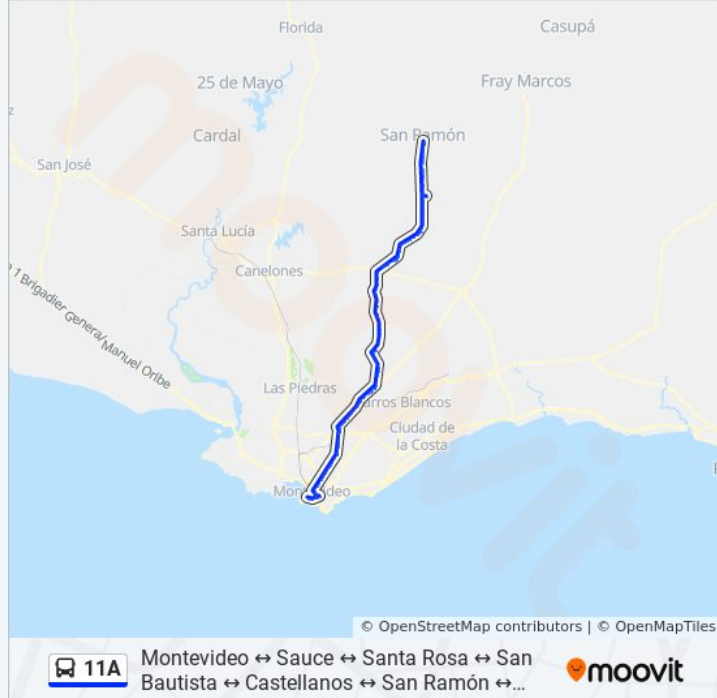 Florida
Casupá
25 de Mayo
Fray Marcos
Cardal
San Ramón
San José
Santa Lucía
Canelones
1 Brigadier General Manuel Oribe
Las Piedras
arros Blancos
Ciudad de
la Costa
Montevideo
moovit
© OpenStreetMap contributors | © OpenMapTiles
11A
Montevideo ↔ Sauce ↔ Santa Rosa ↔ San
Bautista ↔ Castellanos ↔ San Ramón ↔...
moovit